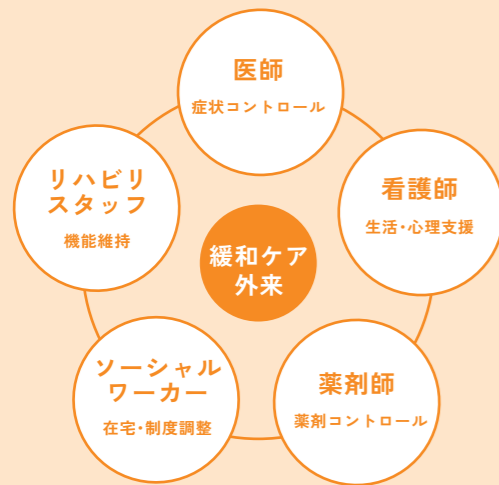 医師
症状コントロール
看護師
生活・心理支援
薬剤師
薬剤コントロール
ソーシャル
ワーカー
在宅・制度調整
リハビリ
スタッフ
機能維持
緩和ケア
外来